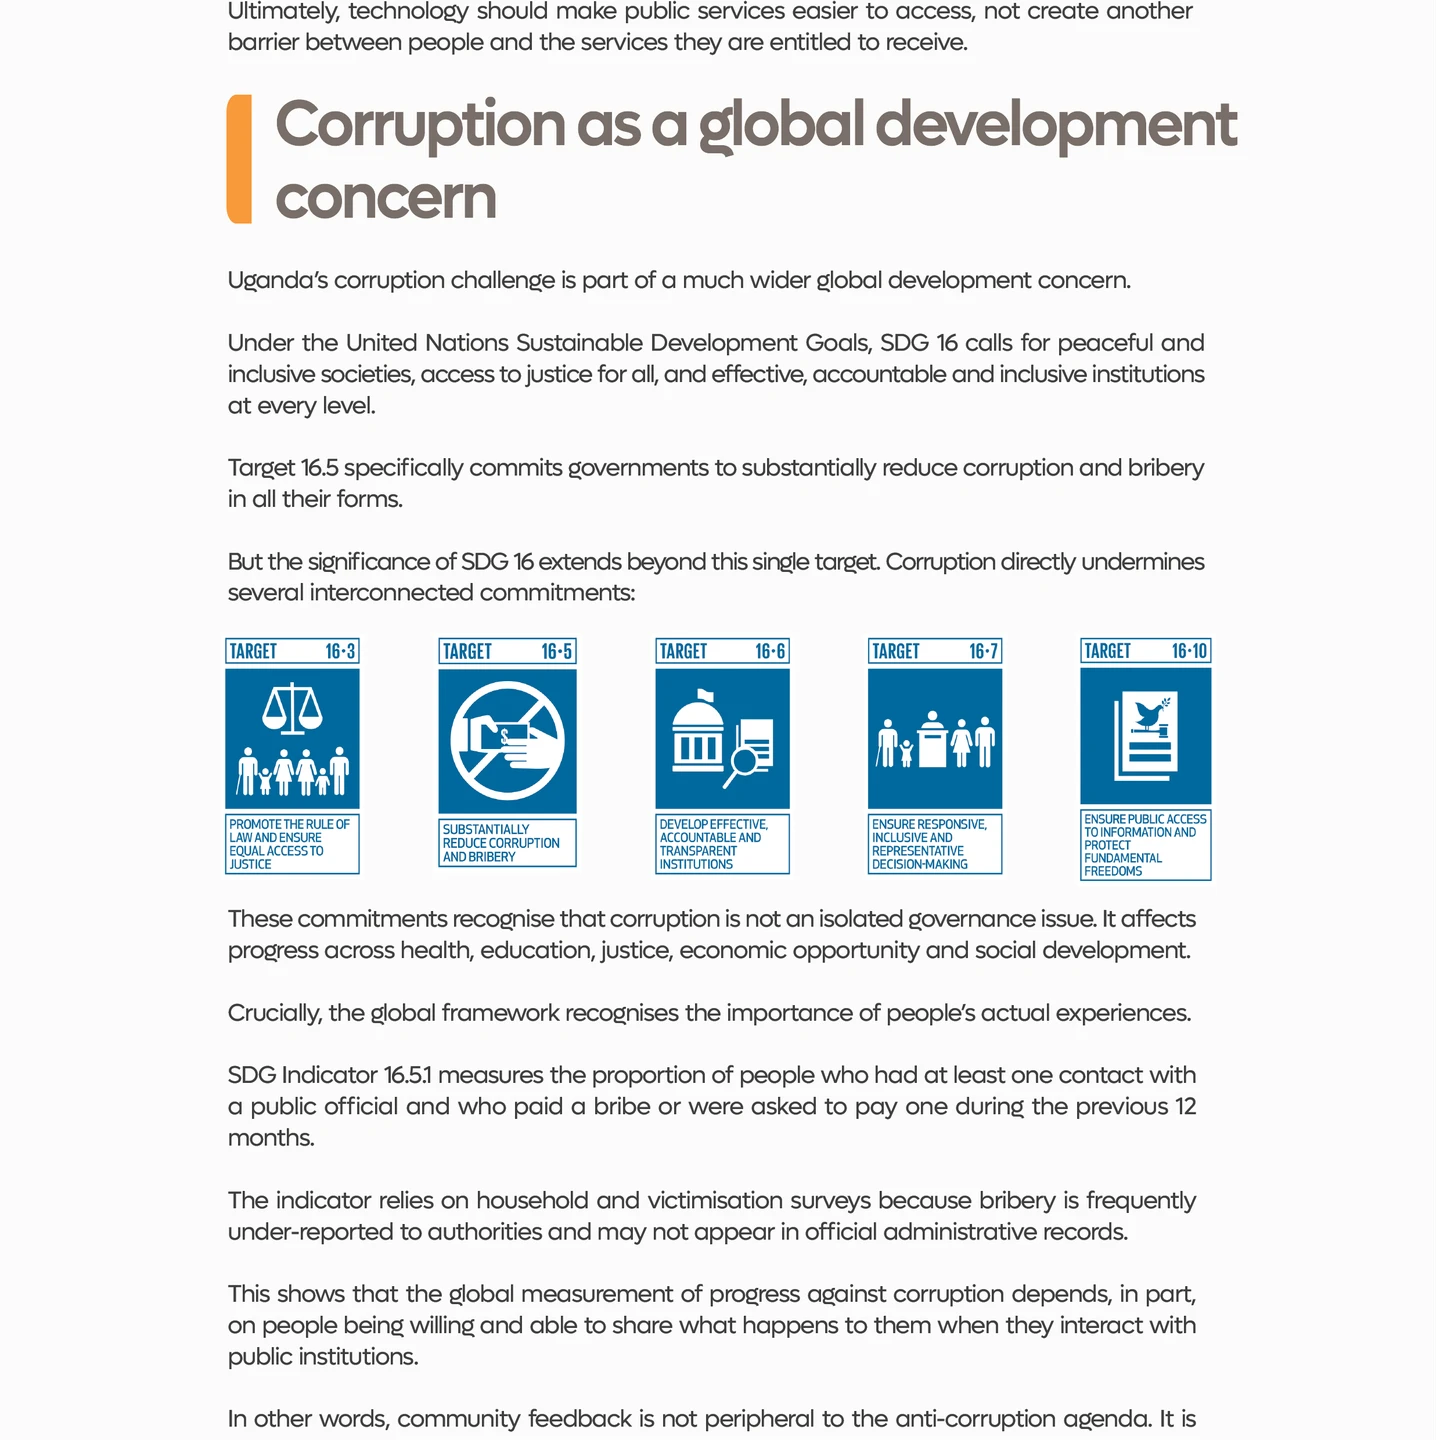 Ultimately, technology should make public services easier to access, not create another
barrier between people and the services they are entitled to receive.
Corruption as a global development
concern
Uganda’s corruption challenge is part of a much wider global development concern.
Under the United Nations Sustainable Development Goals, SDG 16 calls for peaceful and
inclusive societies, access to justice for all, and effective, accountable and inclusive institutions
at every level.
Target 16.5 specifically commits governments to substantially reduce corruption and bribery
in all their forms.
But the significance of SDG 16 extends beyond this single target. Corruption directly undermines
several interconnected commitments:
TARGET 16·3
PROMOTE THE RULE OF
LAW AND ENSURE
EQUAL ACCESS TO
JUSTICE
TARGET 16·5
$
SUBSTANTIALLY
REDUCE CORRUPTION
AND BRIBERY
TARGET 16·6
DEVELOP EFFECTIVE,
ACCOUNTABLE AND
TRANSPARENT
INSTITUTIONS
TARGET 16·7
ENSURE RESPONSIVE,
INCLUSIVE AND
REPRESENTATIVE
DECISION-MAKING
TARGET 16·10
ENSURE PUBLIC ACCESS
TO INFORMATION AND
PROTECT
FUNDAMENTAL
FREEDOMS
These commitments recognise that corruption is not an isolated governance issue. It affects
progress across health, education, justice, economic opportunity and social development.
Crucially, the global framework recognises the importance of people’s actual experiences.
SDG Indicator 16.5.1 measures the proportion of people who had at least one contact with
a public official and who paid a bribe or were asked to pay one during the previous 12
months.
The indicator relies on household and victimisation surveys because bribery is frequently
under-reported to authorities and may not appear in official administrative records.
This shows that the global measurement of progress against corruption depends, in part,
on people being willing and able to share what happens to them when they interact with
public institutions.
In other words, community feedback is not peripheral to the anti-corruption agenda. It is